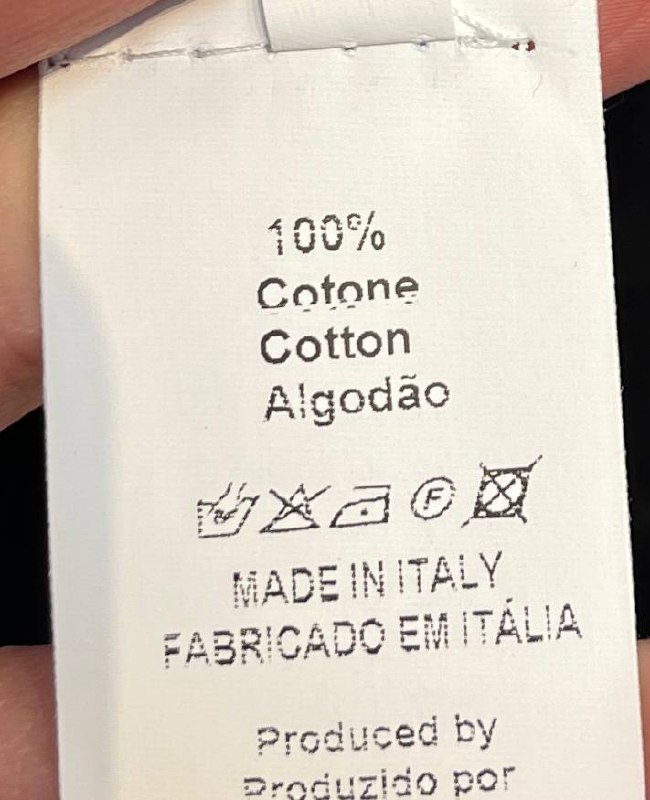 100%
Cotone
Cotton
Algodão
F
MADE IN ITALY
FABRICADO EM ITÁLIA
Produced by
Produzido por